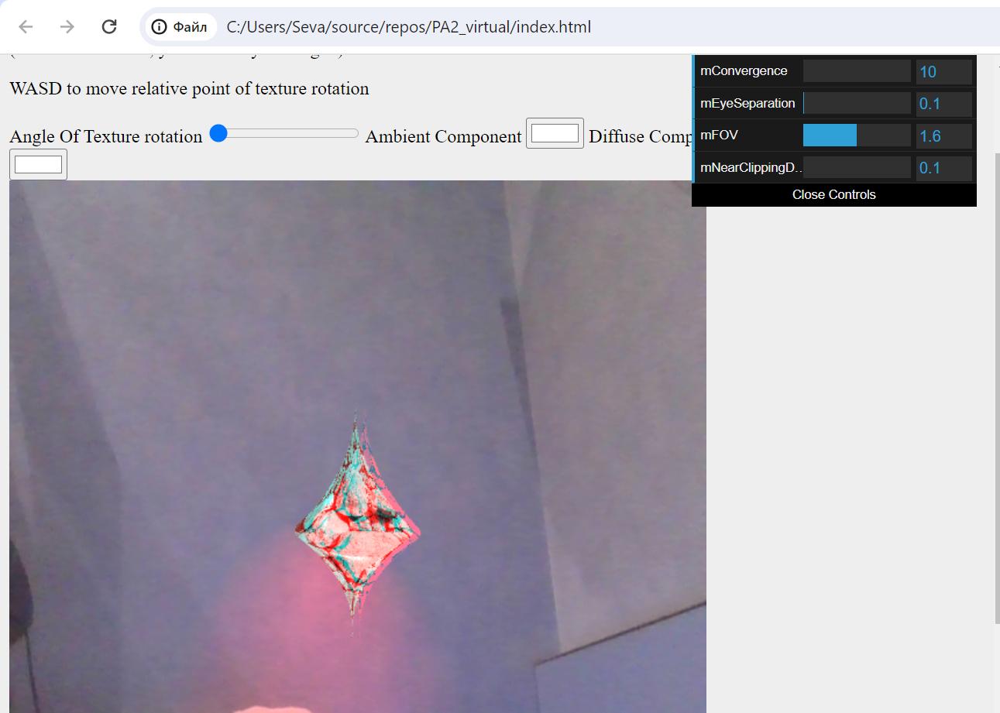 Файл C:/Users/Seva/source/repos/PA2_virtual/index.html
WASD to move relative point of texture rotation
Angle Of Texture rotation Ambient Component Diffuse Comp
mConvergence 10
mEyeSeparation 0.1
mFOV 1.6
mNearClippingD... 0.1
Close Controls